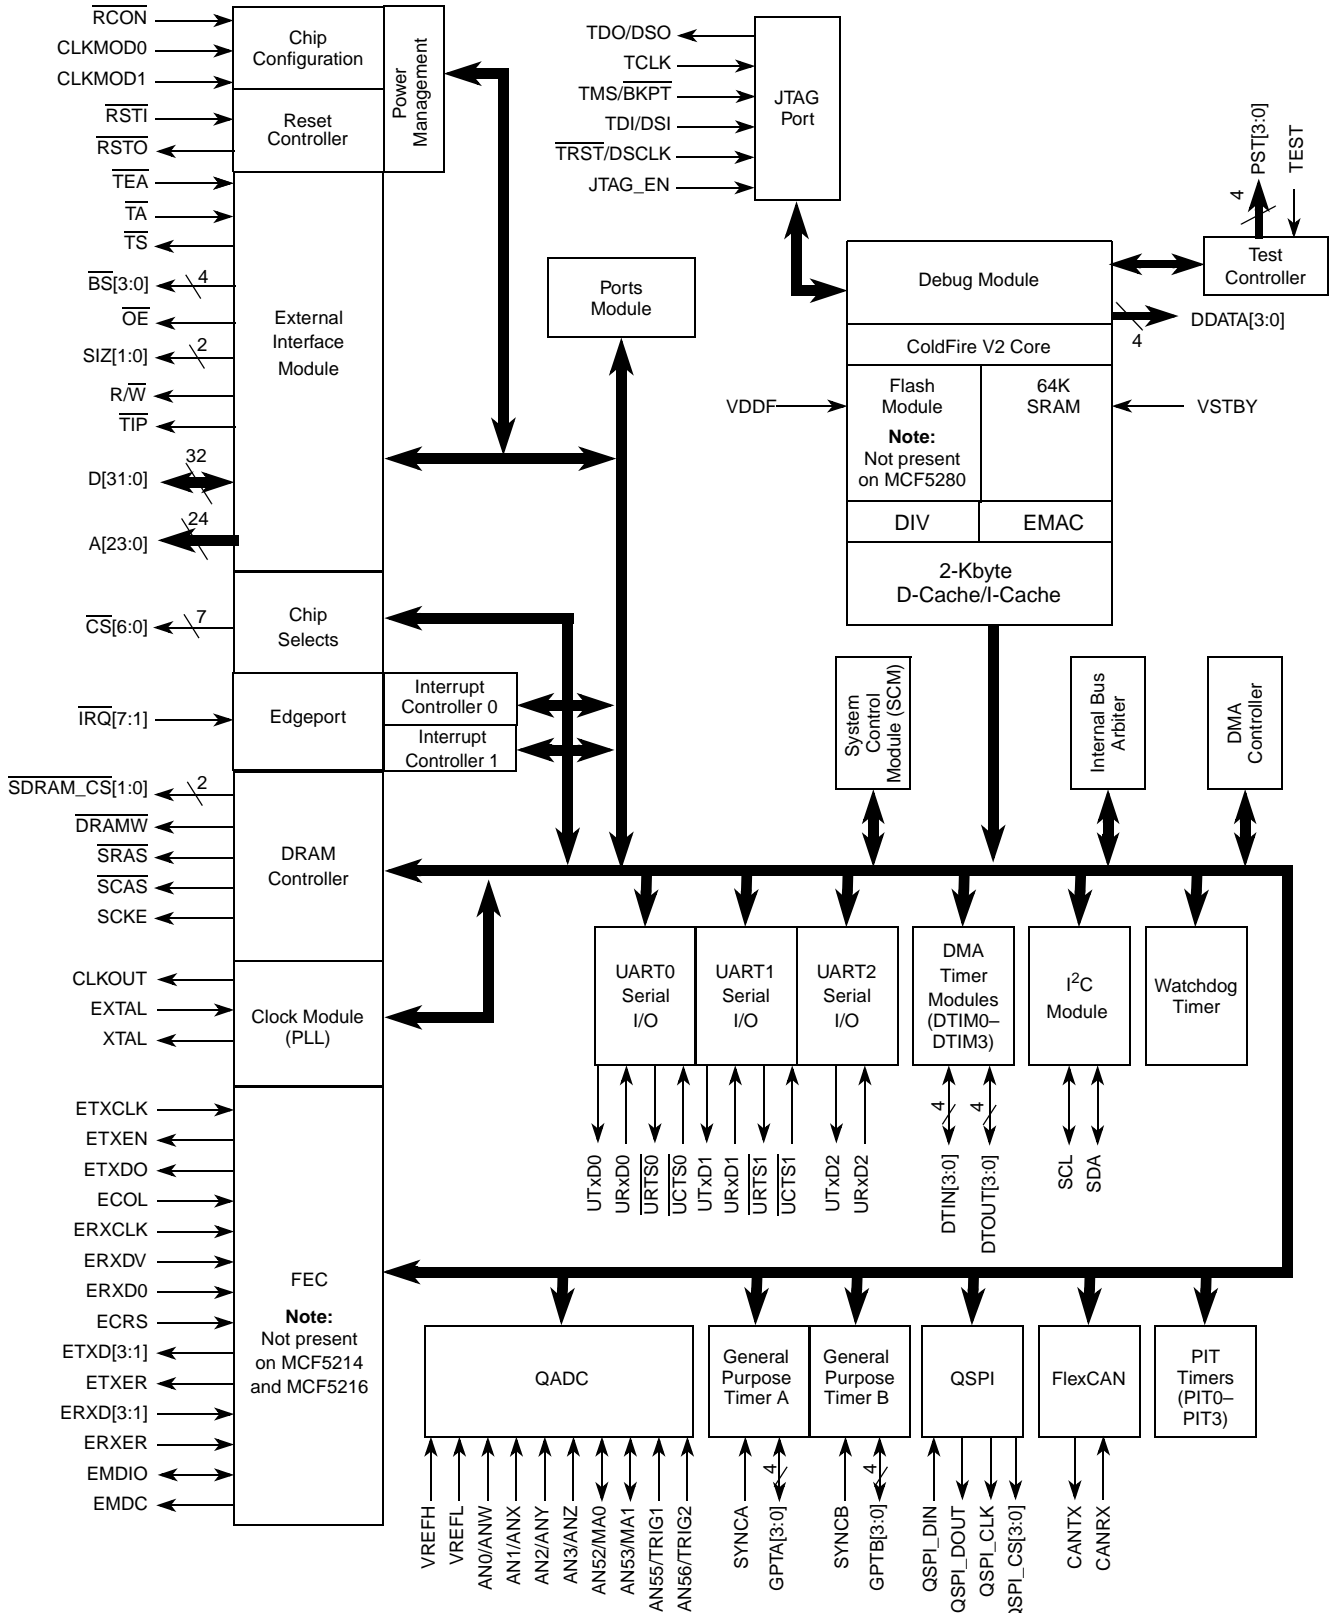 RCON
CLKMOD0
CLKMOD1
RSTI
RSTO
TEA
TA
TS
BS[3:0]
4
OE
SIZ[1:0]
2
R/W
TIP
D[31:0]
32
A[23:0]
24
CS[6:0]
7
IRQ[7:1]
SDRAM_CS[1:0]
2
DRAMW
SRAS
SCAS
SCKE
CLKOUT
EXTAL
XTAL
ETXCLK
ETXEN
ETXDO
ECOL
ERXCLK
ERXDV
ERXD0
ECRS
ETXD[3:1]
ETXER
ERXD[3:1]
ERXER
EMDIO
EMDC
Chip
Configuration
Reset
Controller
Power
Management
External
Interface
Module
Chip
Selects
Edgeport
Interrupt
Controller 0
Interrupt
Controller 1
DRAM
Controller
Clock Module
(PLL)
FEC
Note:
Not present
on MCF5214
and MCF5216
Ports
Module
TDO/DSO
TCLK
TMS/BKPT
TDI/DSI
TRST/DSCLK
JTAG_EN
JTAG
Port
PST[3:0]
4
TEST
Test
Controller
DDATA[3:0]
4
Debug Module
ColdFire V2 Core
VDDF
Flash
Module
Note:
Not present
on MCF5280
64K
SRAM
VSTBY
DIV
EMAC
2-Kbyte
D-Cache/I-Cache
System
Control
Module (SCM)
Internal Bus
Arbiter
DMA
Controller
UART0
Serial
I/O
UART1
Serial
I/O
UART2
Serial
I/O
DMA
Timer
Modules
(DTIM0–
DTIM3)
I2C
Module
Watchdog
Timer
UTxD0
URxD0
URTS0
UCTS0
UTxD1
URxD1
URTS1
UCTS1
UTxD2
URxD2
4
DTIN[3:0]
4
DTOUT[3:0]
SCL
SDA
QADC
General
Purpose
Timer A
General
Purpose
Timer B
QSPI
FlexCAN
PIT
Timers
(PIT0–
PIT3)
VREFH
VREFL
AN0/ANW
AN1/ANX
AN2/ANY
AN3/ANZ
AN52/MA0
AN53/MA1
AN55/TRIG1
AN56/TRIG2
SYNCA
4
GPTA[3:0]
SYNCB
4
GPTB[3:0]
QSPI_DIN
QSPI_DOUT
QSPI_CLK
QSPI_CS[3:0]
CANTX
CANRX